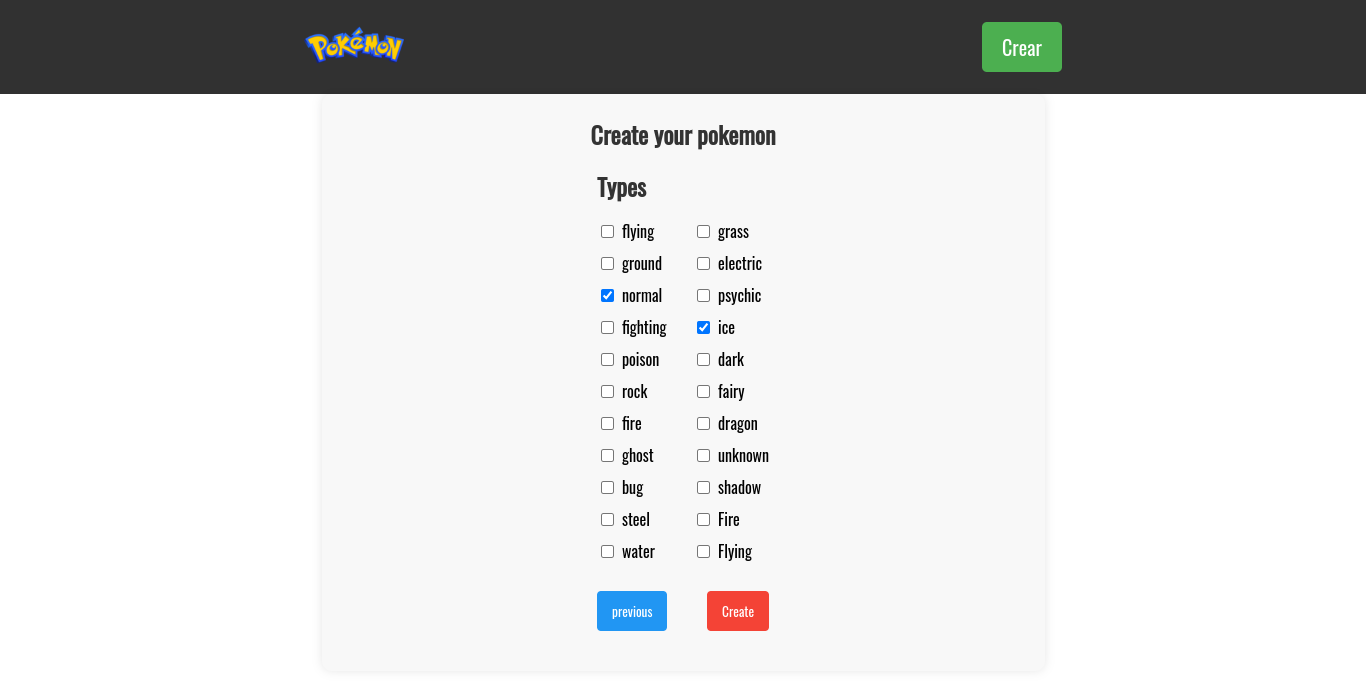 Pokémon
Crear
Create your pokemon
Types
flying
grass
ground
electric
normal
psychic
fighting
ice
poison
dark
rock
fairy
fire
dragon
ghost
unknown
bug
shadow
steel
Fire
water
Flying
previous
Create